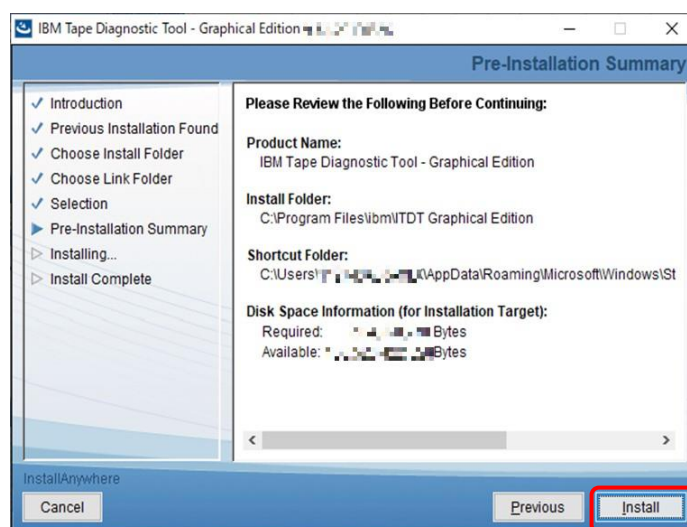 IBM Tape Diagnostic Tool - Graphical Edition
Pre-Installation Summary
Introduction
Previous Installation Found
Choose Install Folder
Choose Link Folder
Selection
Pre-Installation Summary
Installing...
Install Complete
Please Review the Following Before Continuing:
Product Name:
IBM Tape Diagnostic Tool - Graphical Edition
Install Folder:
C:\Program Files\ibm\ITDT Graphical Edition
Shortcut Folder:
C:\Users\ \AppData\Roaming\Microsoft\Windows\St
Disk Space Information (for Installation Target):
Required: Bytes
Available: Bytes
InstallAnywhere
Cancel
Previous
Install